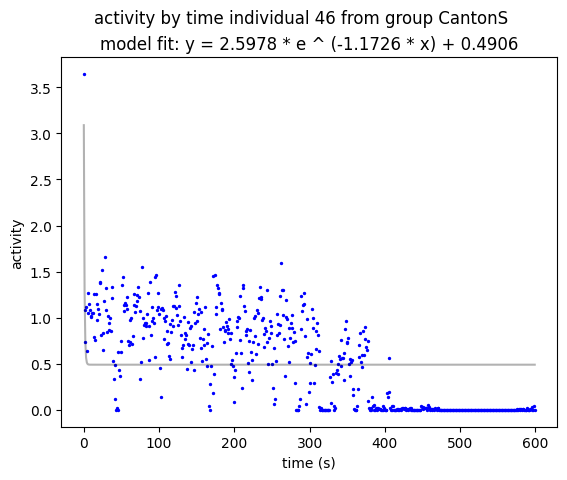 activity by time individual 46 from group CantonS
model fit: y = 2.5978 * e ^ (-1.1726 * x) + 0.4906
3.5
3.0
2.5
2.0
1.5
1.0
0.5
0.0
activity
0 100 200 300 400 500 600
time (s)